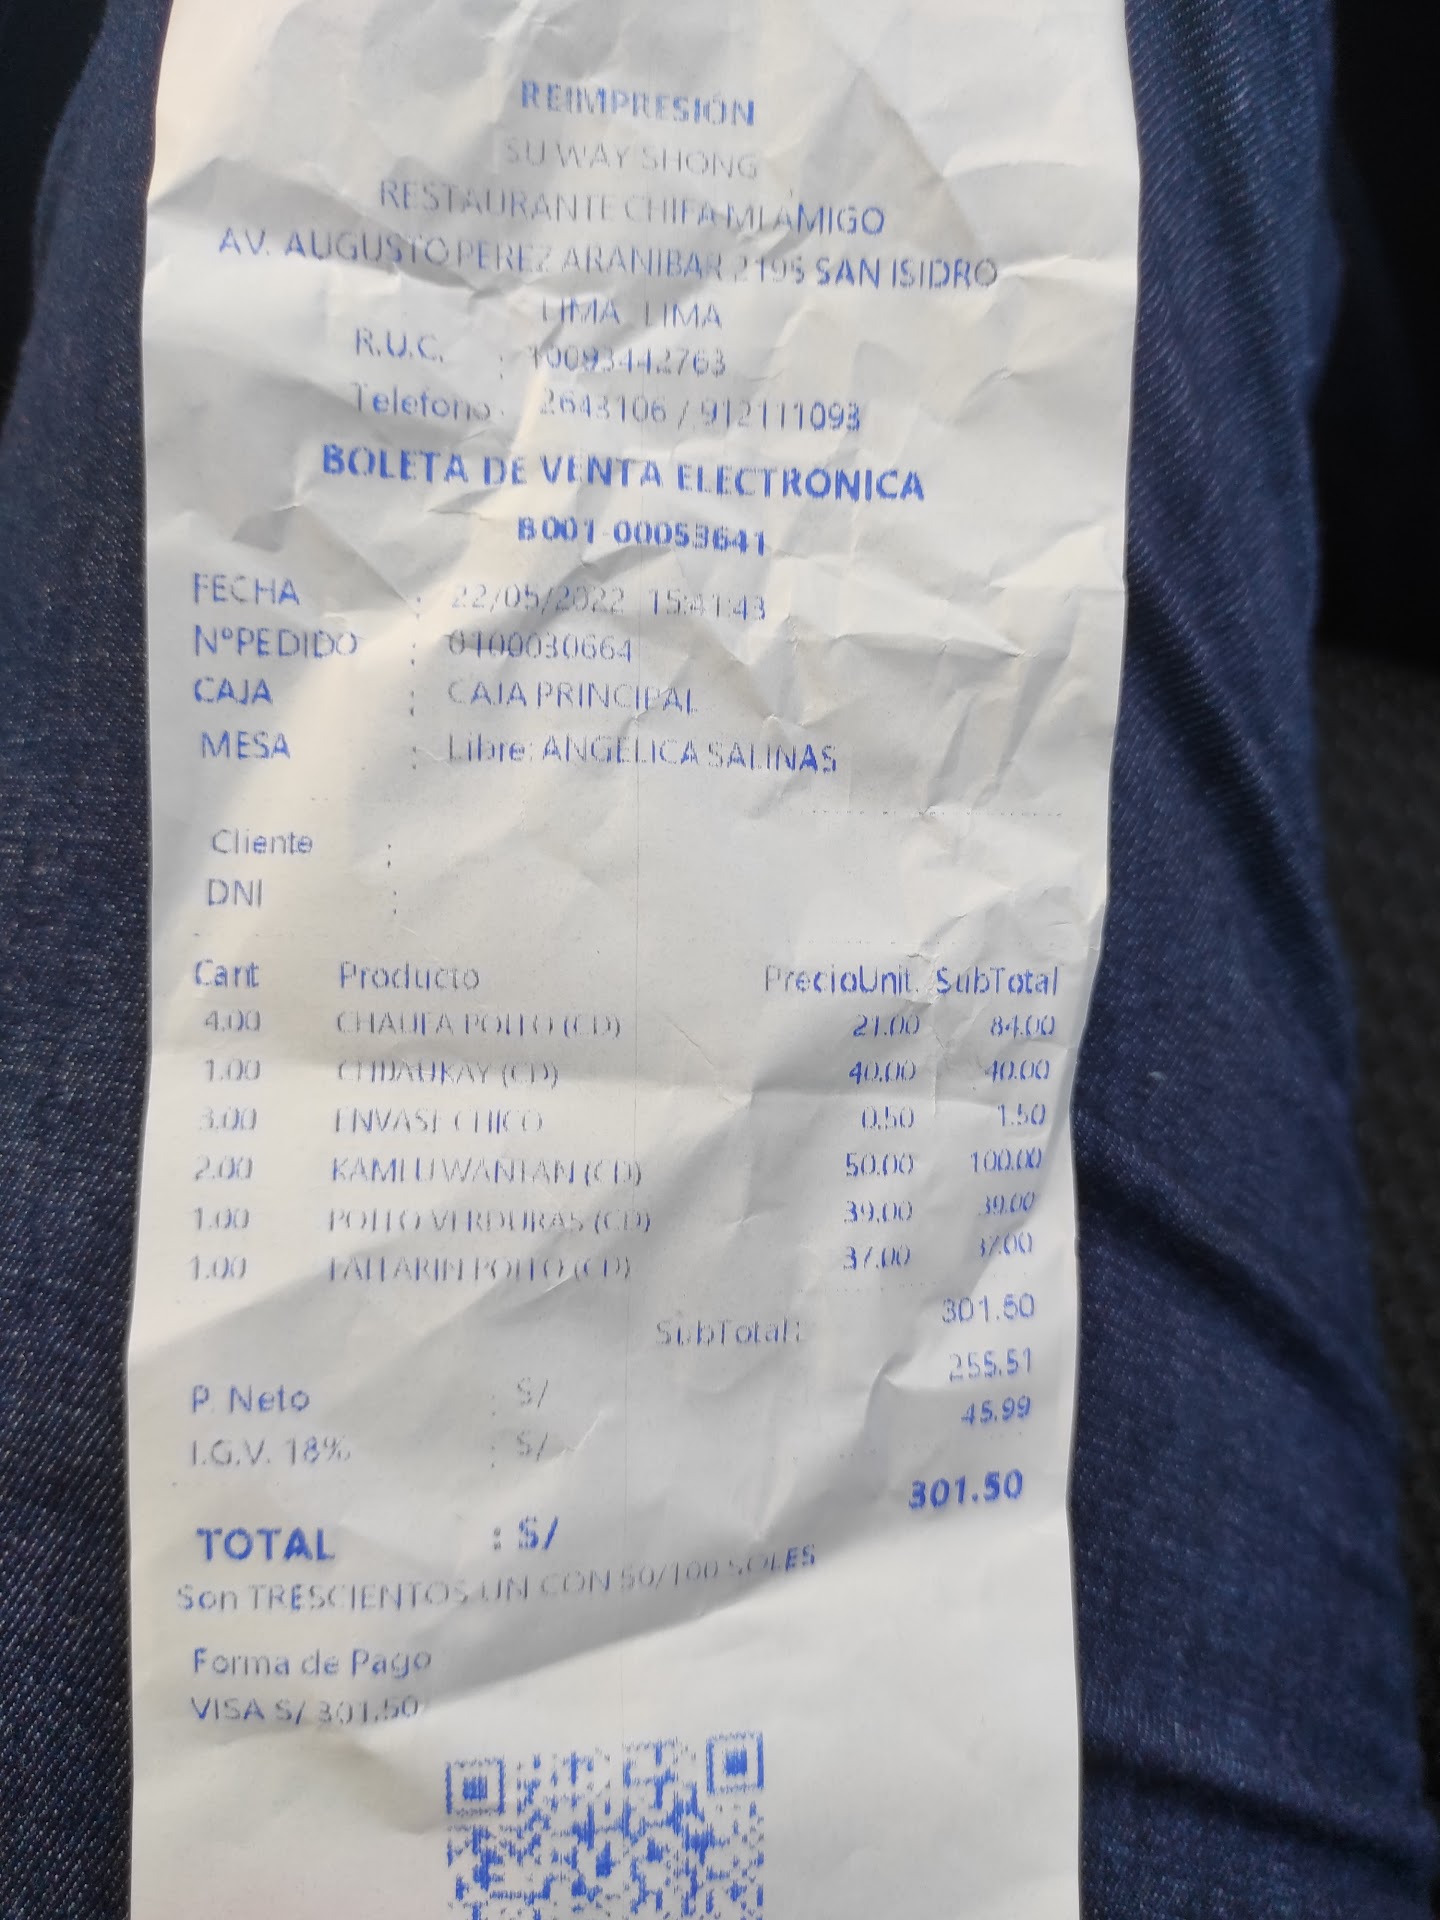 REIMPRESIÓN
SU WAY SHONG
RESTAURANTE CHIFA MI AMIGO
AV. AUGUSTO PEREZ ARANIBAR 2195 SAN ISIDRO
LIMA LIMA
R.U.C. : 10093442763
Telefono : 2643106 / 912111093
BOLETA DE VENTA ELECTRONICA
B001-00053641
FECHA : 22/05/2022 15:41:43
NºPEDIDO : 0100030664
CAJA : CAJA PRINCIPAL
MESA : Libre: ANGELICA SALINAS
Cliente :
DNI :
Cant Producto PrecioUnit. SubTotal
4.00 CHAUFA POLLO (CD) 21.00 84.00
1.00 CHIJAUKAY (CD) 40.00 40.00
3.00 ENVASE CHICO 0.50 1.50
2.00 KAMLU WANTAN (CD) 50.00 100.00
1.00 POLLO VERDURAS (CD) 39.00 39.00
1.00 TALLARIN POLLO (CD) 37.00 37.00
SubTotal: 301.50
P. Neto : S/ 255.51
I.G.V. 18% : S/ 45.99
TOTAL : S/ 301.50
Son TRESCIENTOS UN CON 50/100 SOLES
Forma de Pago
VISA S/ 301.50